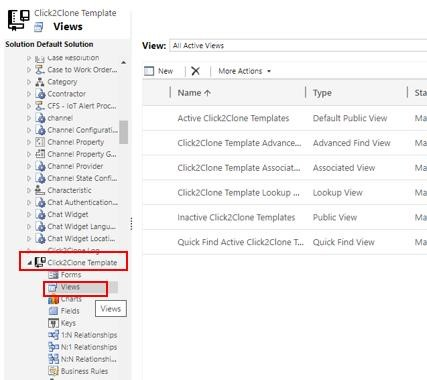 Click2Clone Template
Views
Solution Default Solution
Case Resolution
Case to Work Order...
Category
Ccontractor
CFS - IoT Alert Proc...
channel
Channel Configurati...
Channel Property
Channel Property G...
Channel Provider
Channel State Confi...
Characteristic
Chat Authentication...
Chat Widget
Chat Widget Langu...
Chat Widget Locati...
Click2Clone Log
Click2Clone Template
Forms
Views
Charts
Fields
Views
Keys
1:N Relationships
N:1 Relationships
N:N Relationshi...
Business Rules
View: All Active Views
New More Actions
Name Type Sta
Active Click2Clone Templates Default Public View Ma
Click2Clone Template Advance... Advanced Find View Ma
Click2Clone Template Associat... Associated View Ma
Click2Clone Template Lookup ... Lookup View Ma
Inactive Click2Clone Templates Public View Ma
Quick Find Active Click2Clone T... Quick Find View Ma